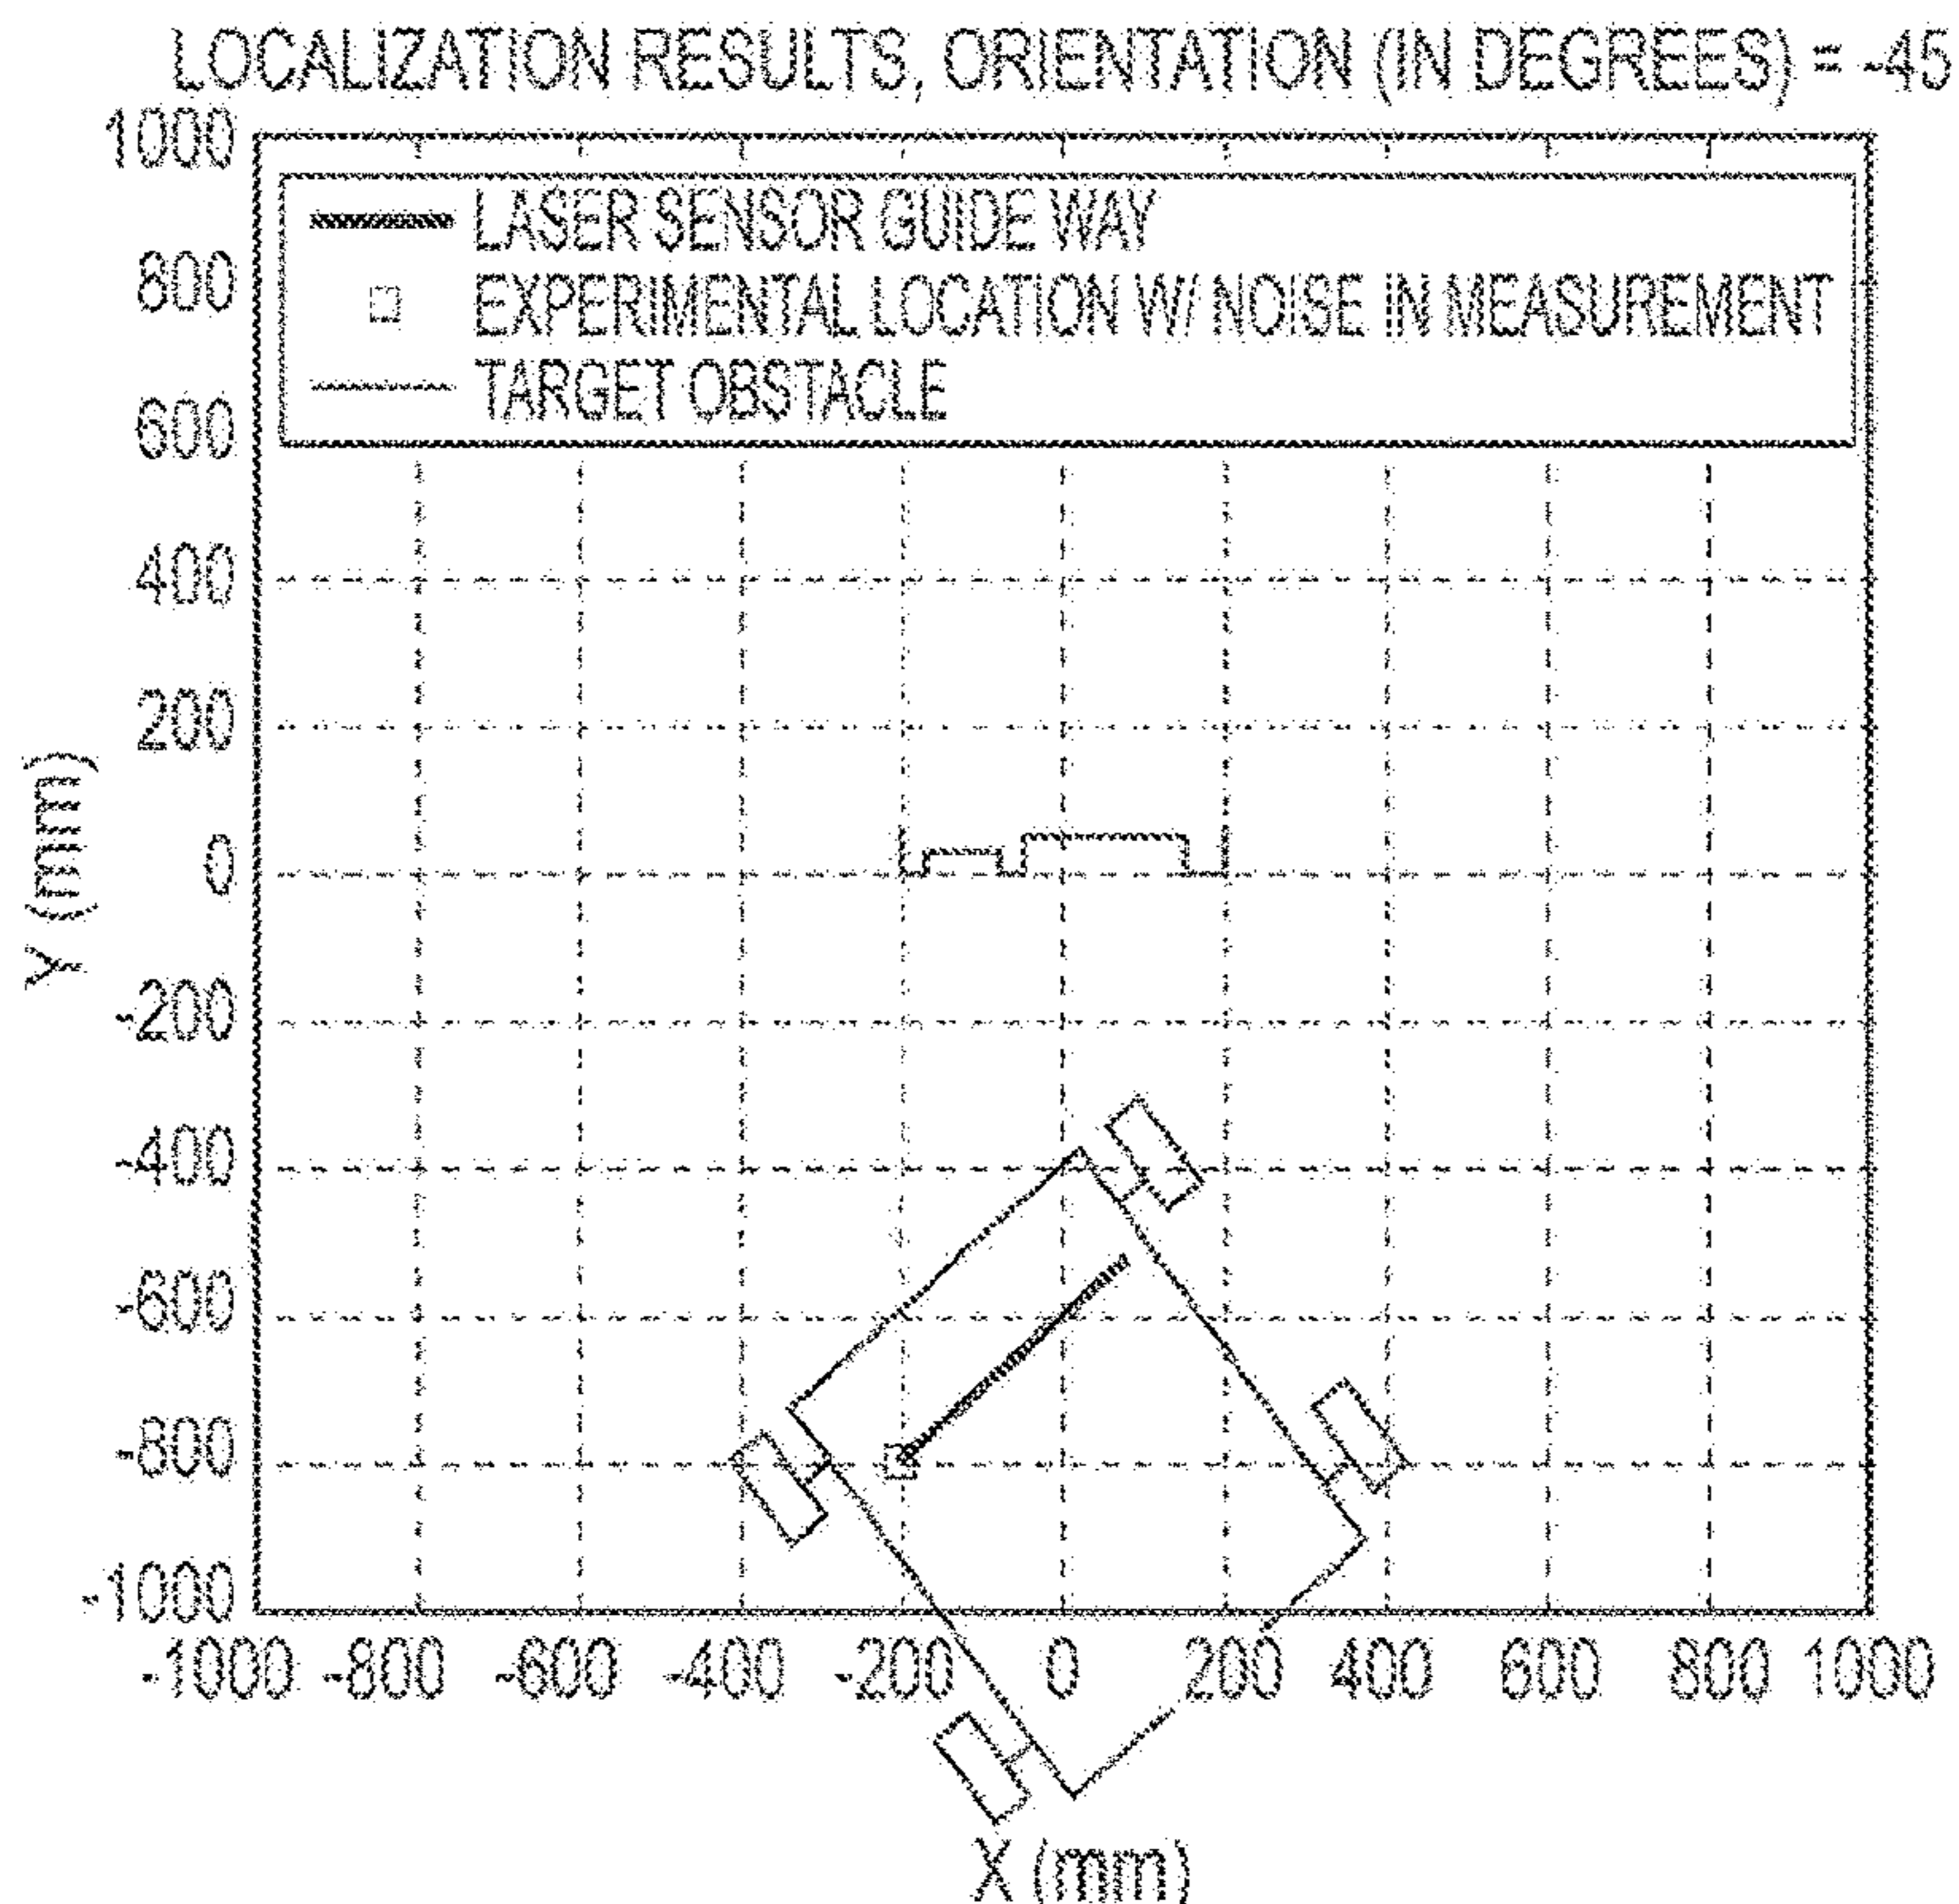 LOCALIZATION RESULTS, ORIENTATION (IN DEGREES) = -45
1000
LASER SENSOR GUIDE WAY
800
EXPERIMENTAL LOCATION W/ NOISE IN MEASUREMENT
TARGET OBSTACLE
600
400
200
Y (mm)
0
-200
-400
-600
-800
-1000
-1000 -800 -600 -400 -200 0 200 400 600 800 1000
X (mm)